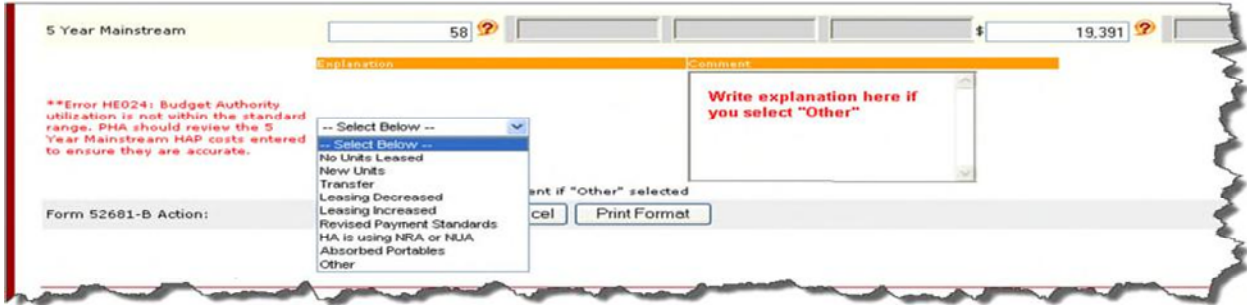 5 Year Mainstream 58 $ 19,391
Explanation Comment
**Error HE024: Budget Authority
utilization is not within the standard
range. PHA should review the 5
Year Mainstream HAP costs entered
to ensure they are accurate.
-- Select Below --
-- Select Below --
No Units Leased
New Units
Transfer
Leasing Decreased
Leasing Increased
Revised Payment Standards
HA is using NRA or NUA
Absorbed Portables
Other
Write explanation here if
you select "Other"
ent if "Other" selected
Form 52681-B Action: cel Print Format